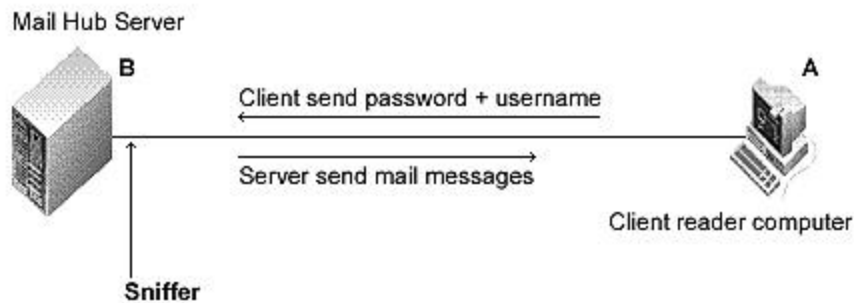 Mail Hub Server
B
A
Client send password + username
Server send mail messages
Client reader computer
Sniffer